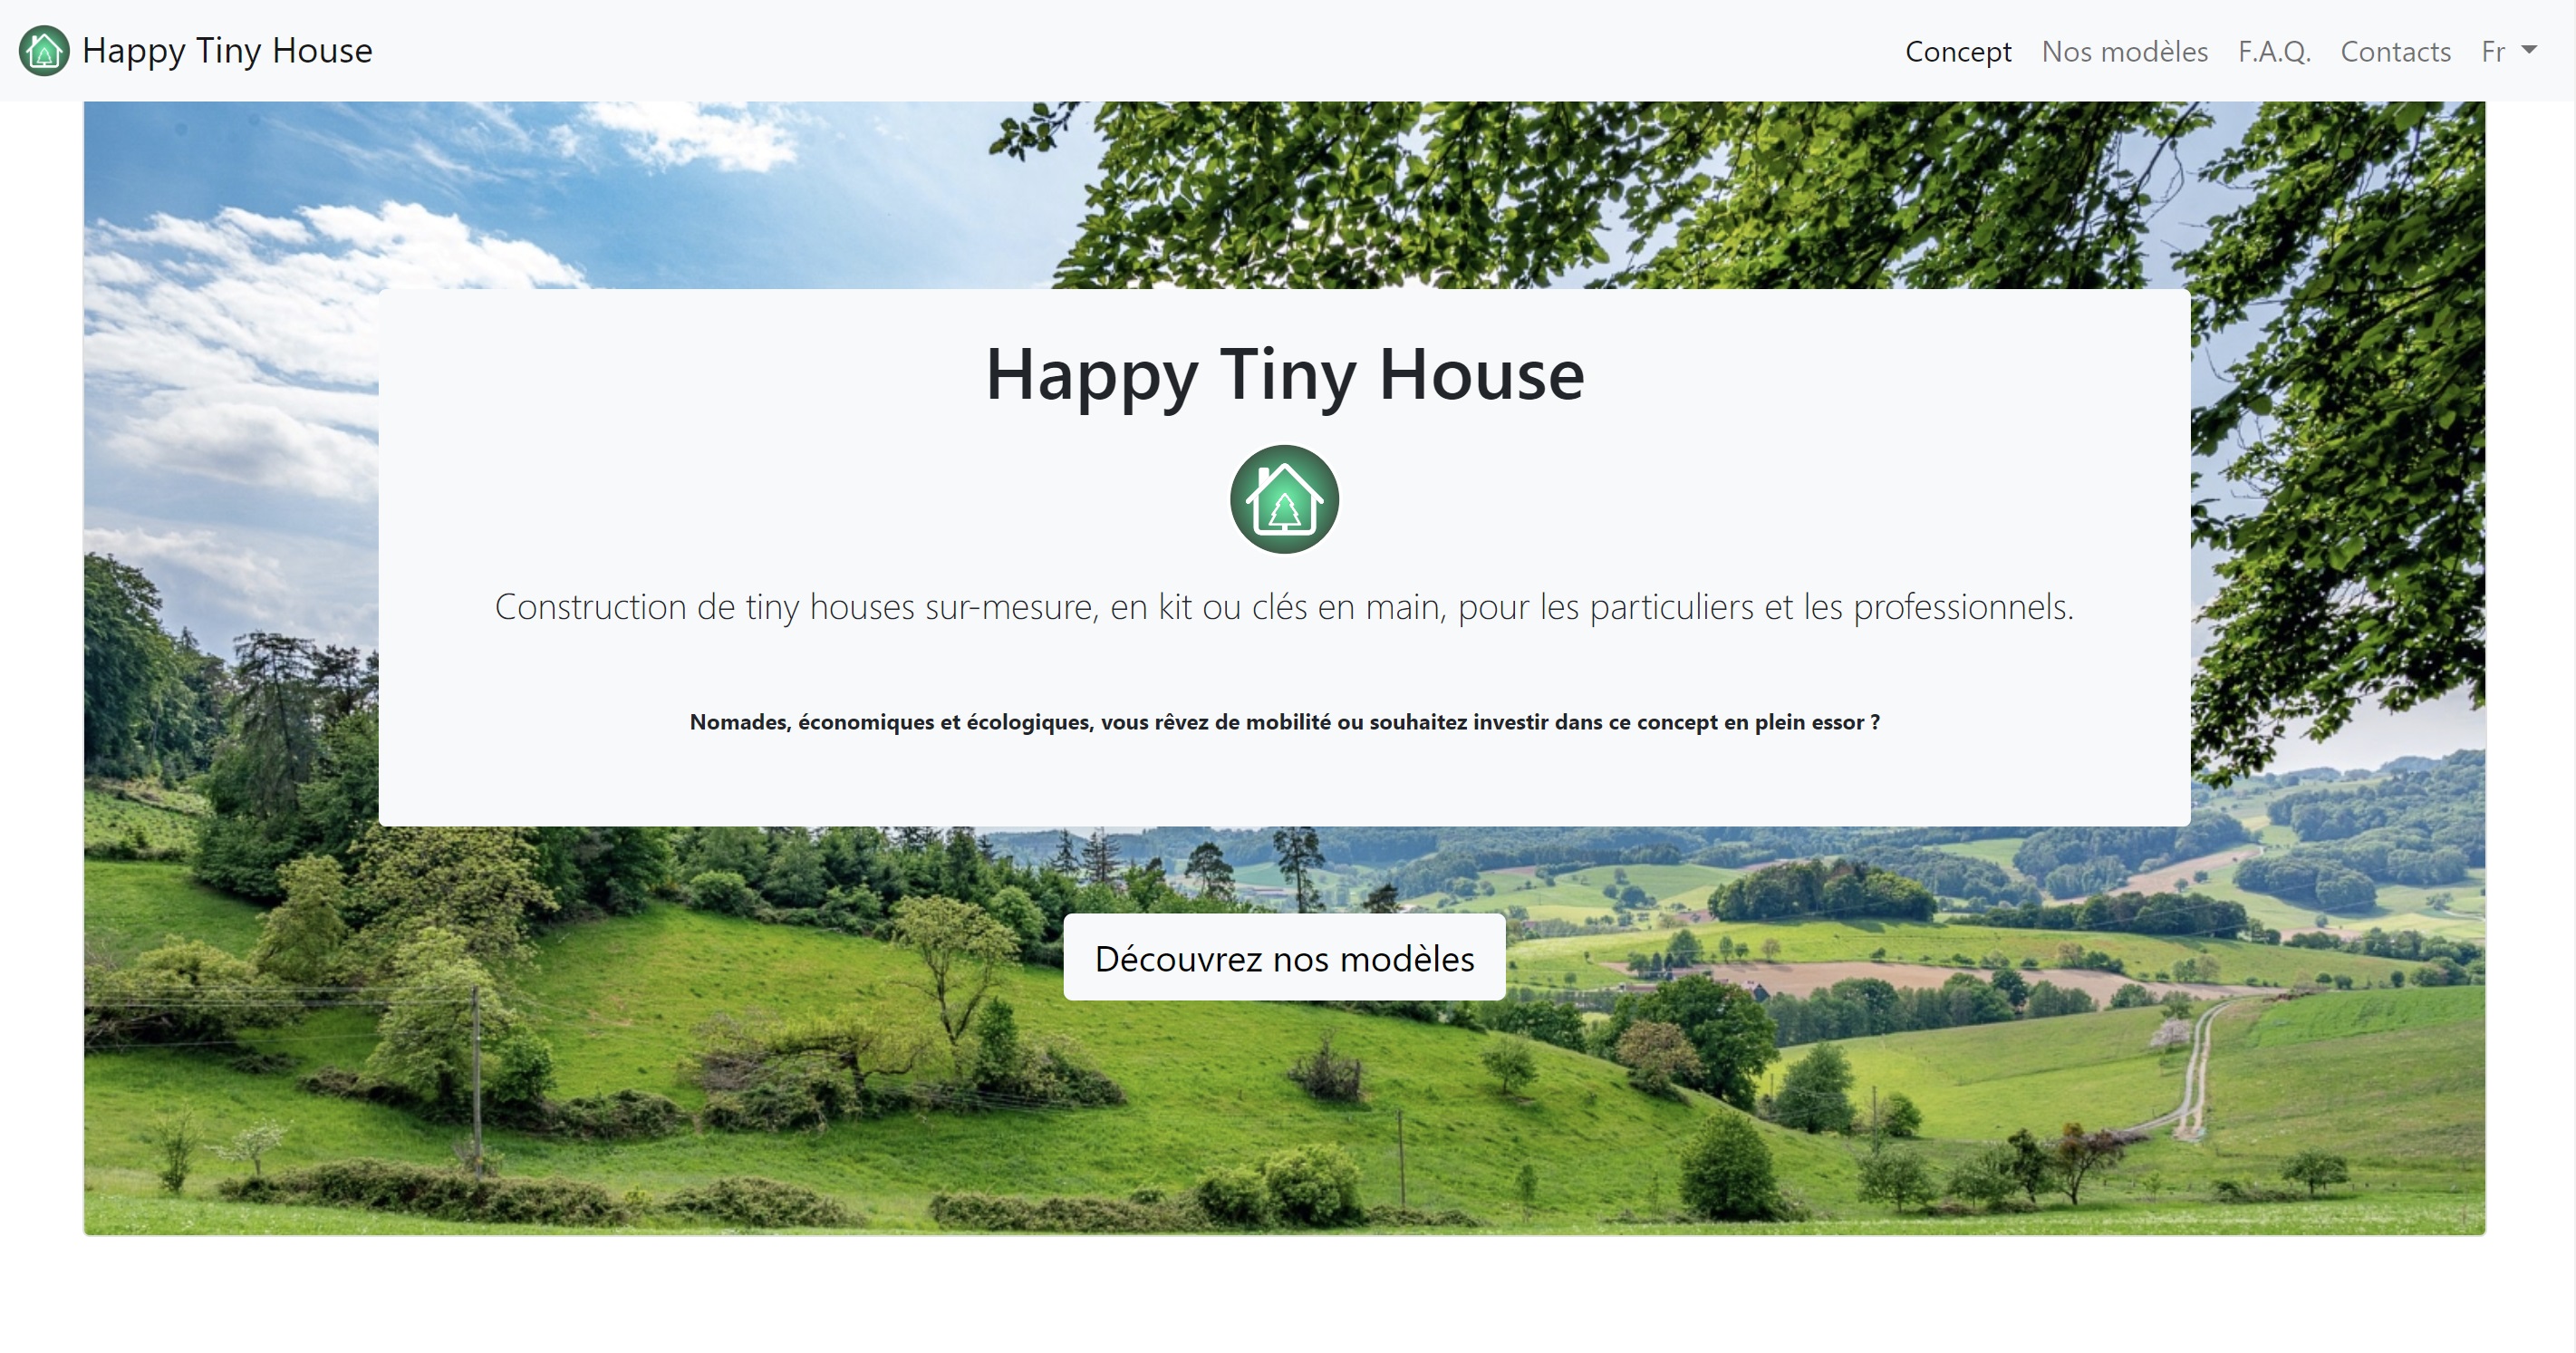 Happy Tiny House
Concept Nos modèles F.A.Q. Contacts Fr
Happy Tiny House
Construction de tiny houses sur-mesure, en kit ou clés en main, pour les particuliers et les professionnels.
Nomades, économiques et écologiques, vous rêvez de mobilité ou souhaitez investir dans ce concept en plein essor ?
Découvrez nos modèles